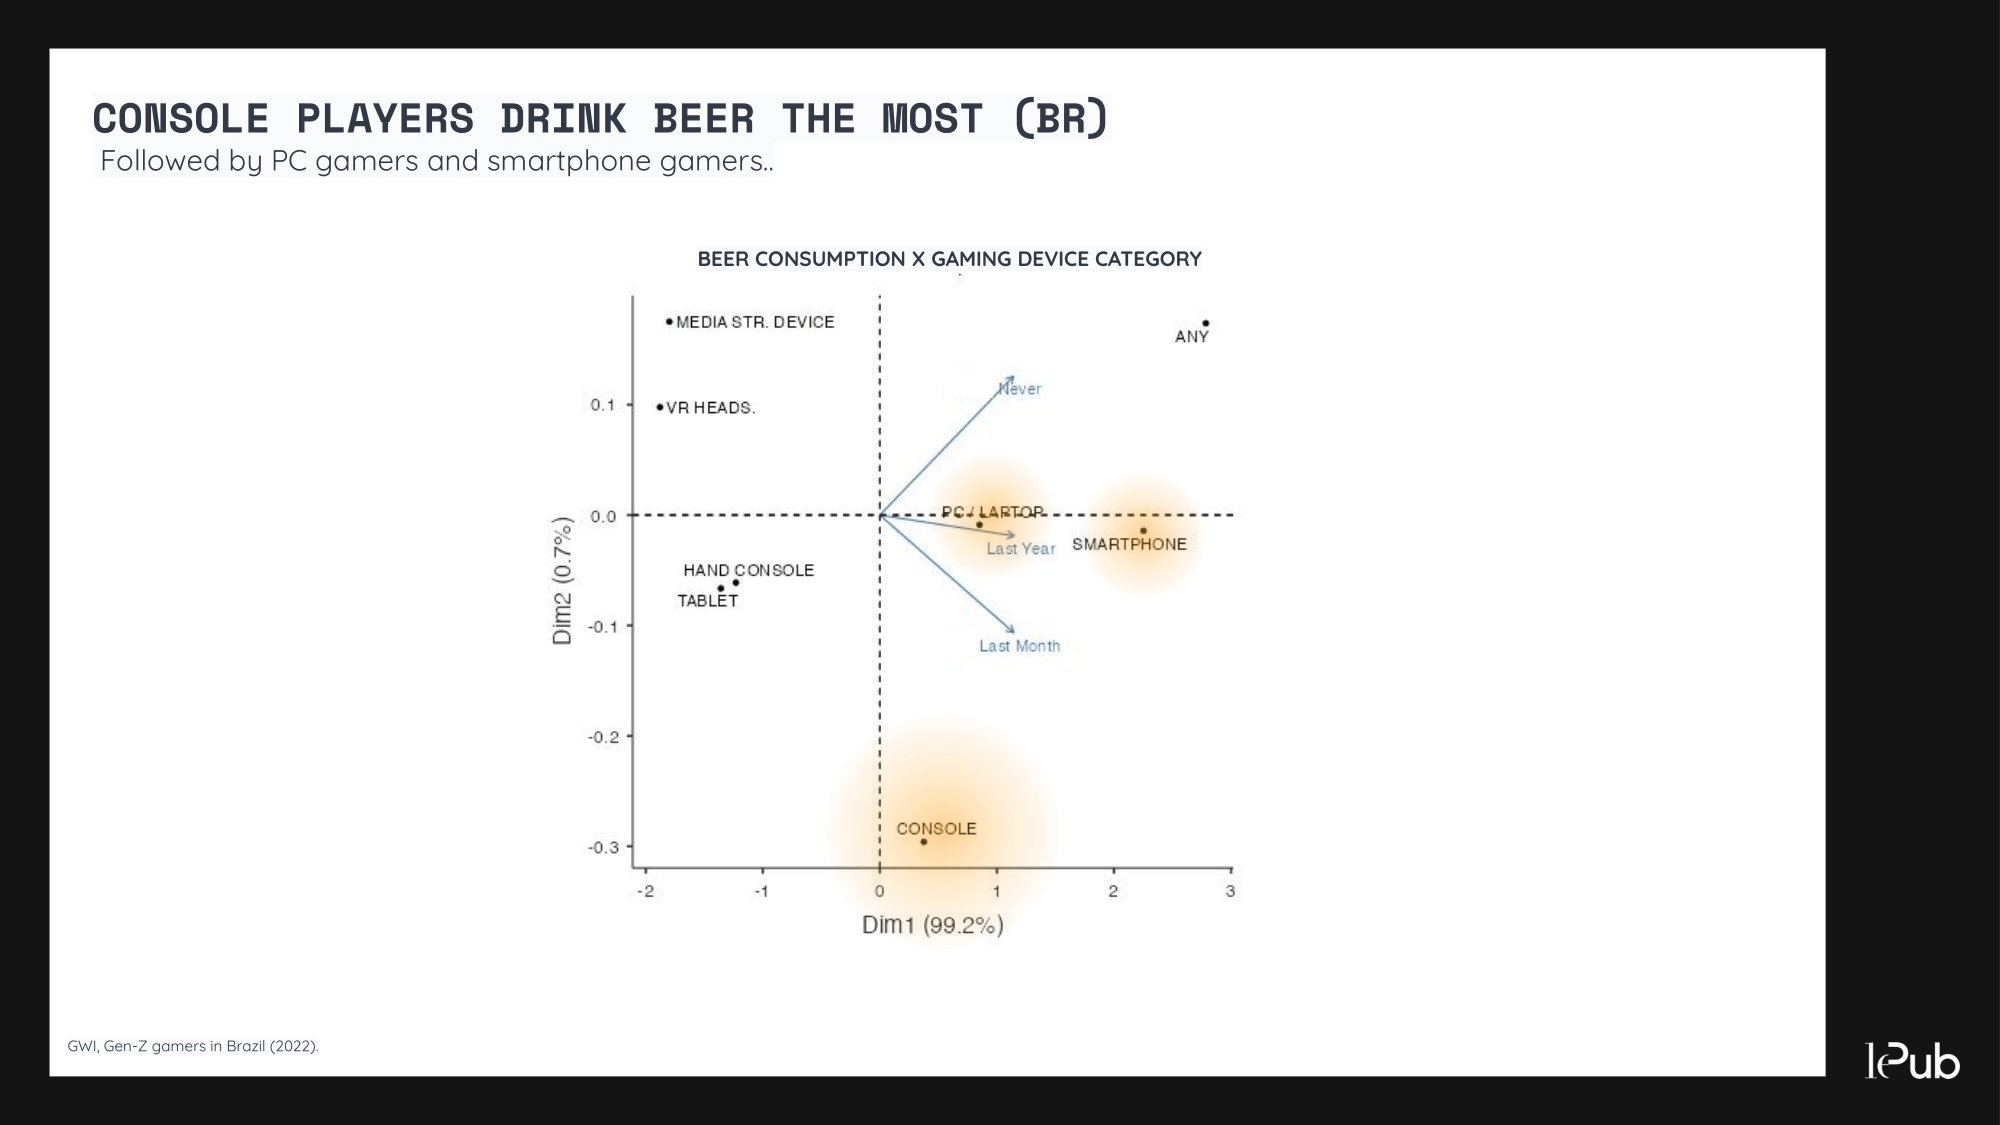 CONSOLE PLAYERS DRINK BEER THE MOST (BR)
Followed by PC gamers and smartphone gamers..
BEER CONSUMPTION X GAMING DEVICE CATEGORY
MEDIA STR. DEVICE
ANY
Never
0.1
VR HEADS.
PC / LAPTOP
0.0
Last Year
SMARTPHONE
HAND CONSOLE
TABLET
-0.1
Last Month
Dim2 (0.7%)
-0.2
CONSOLE
-0.3
-2 -1 0 1 2 3
Dim1 (99.2%)
GWI, Gen-Z gamers in Brazil (2022).
lePub